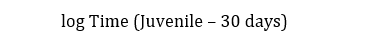 log Time (Juvenile – 30 days)